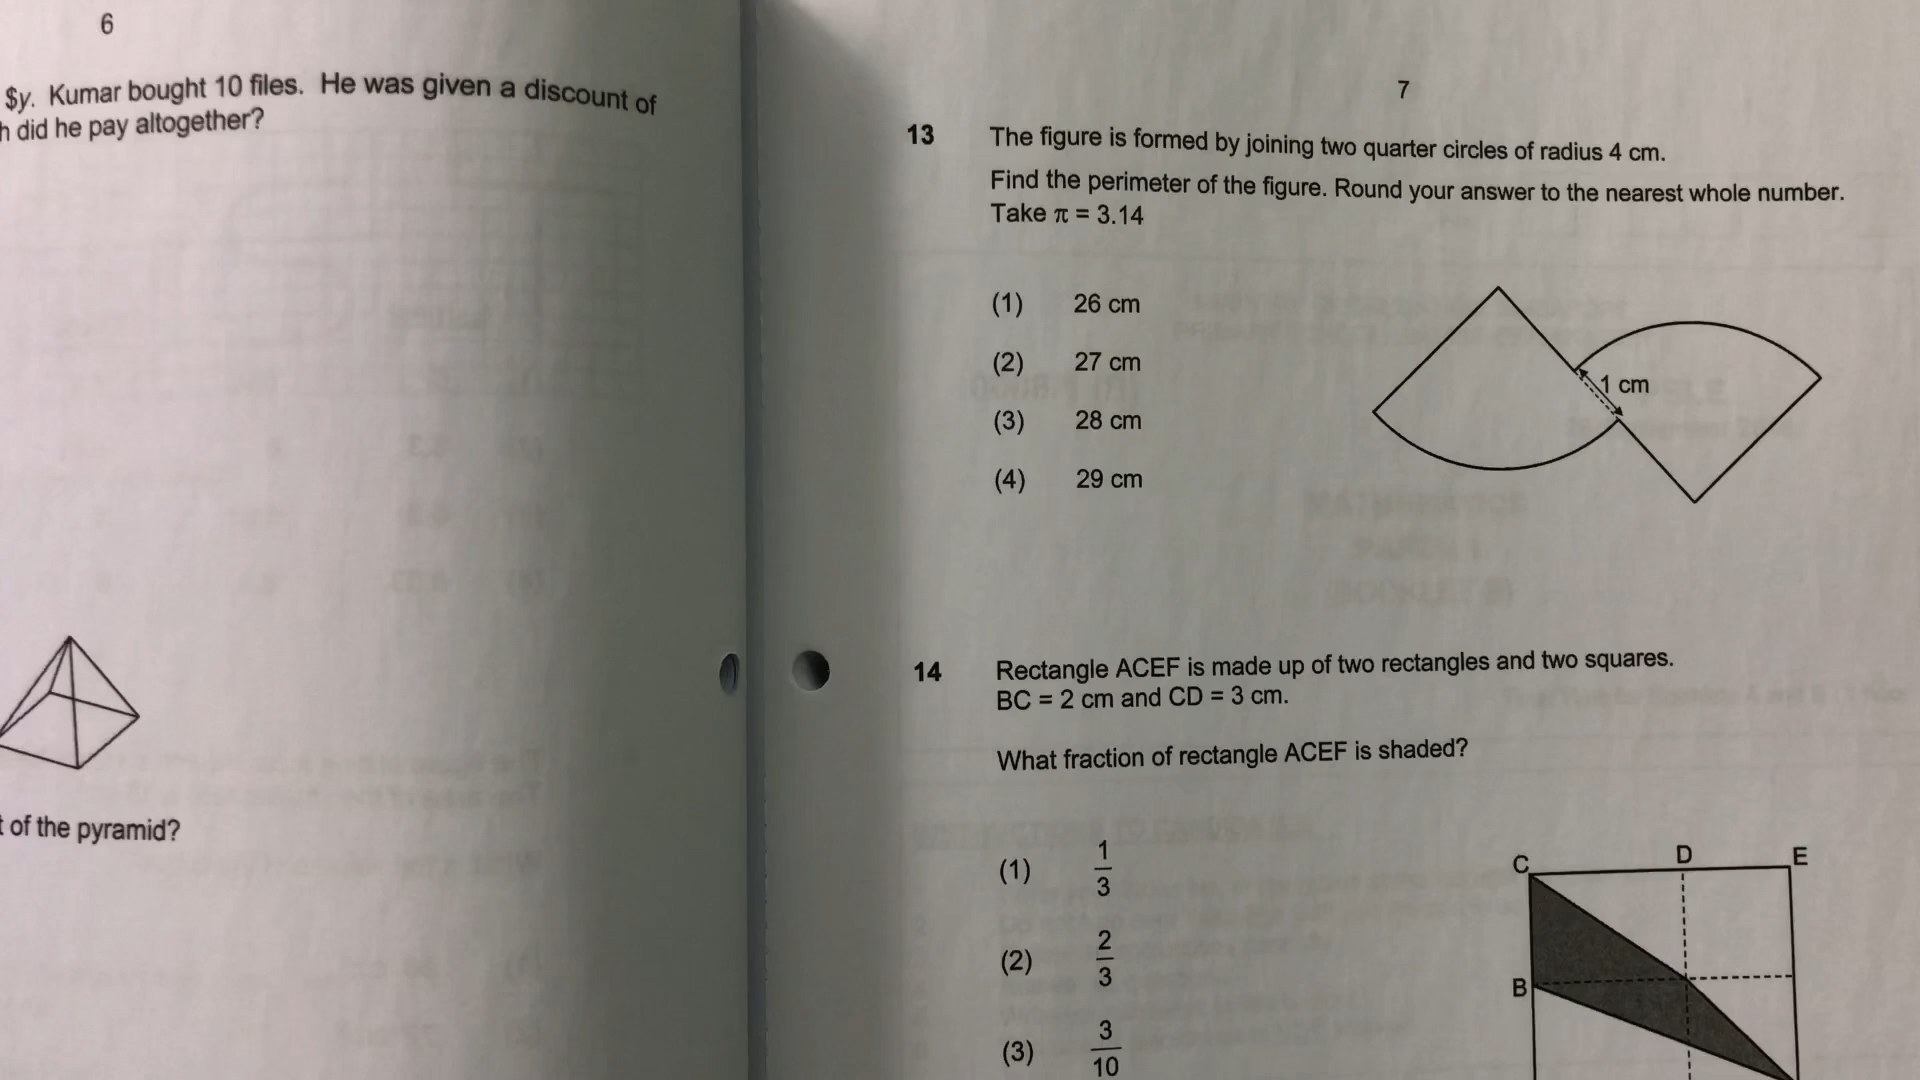 6
$y. Kumar bought 10 files. He was given a discount of
did he pay altogether?
of the pyramid?
7
13 The figure is formed by joining two quarter circles of radius 4 cm.
Find the perimeter of the figure. Round your answer to the nearest whole number.
Take π = 3.14
(1) 26 cm
(2) 27 cm
(3) 28 cm
(4) 29 cm
1 cm
14 Rectangle ACEF is made up of two rectangles and two squares.
BC = 2 cm and CD = 3 cm.
What fraction of rectangle ACEF is shaded?
(1) 1/3
(2) 2/3
(3) 3/10
C D E
B